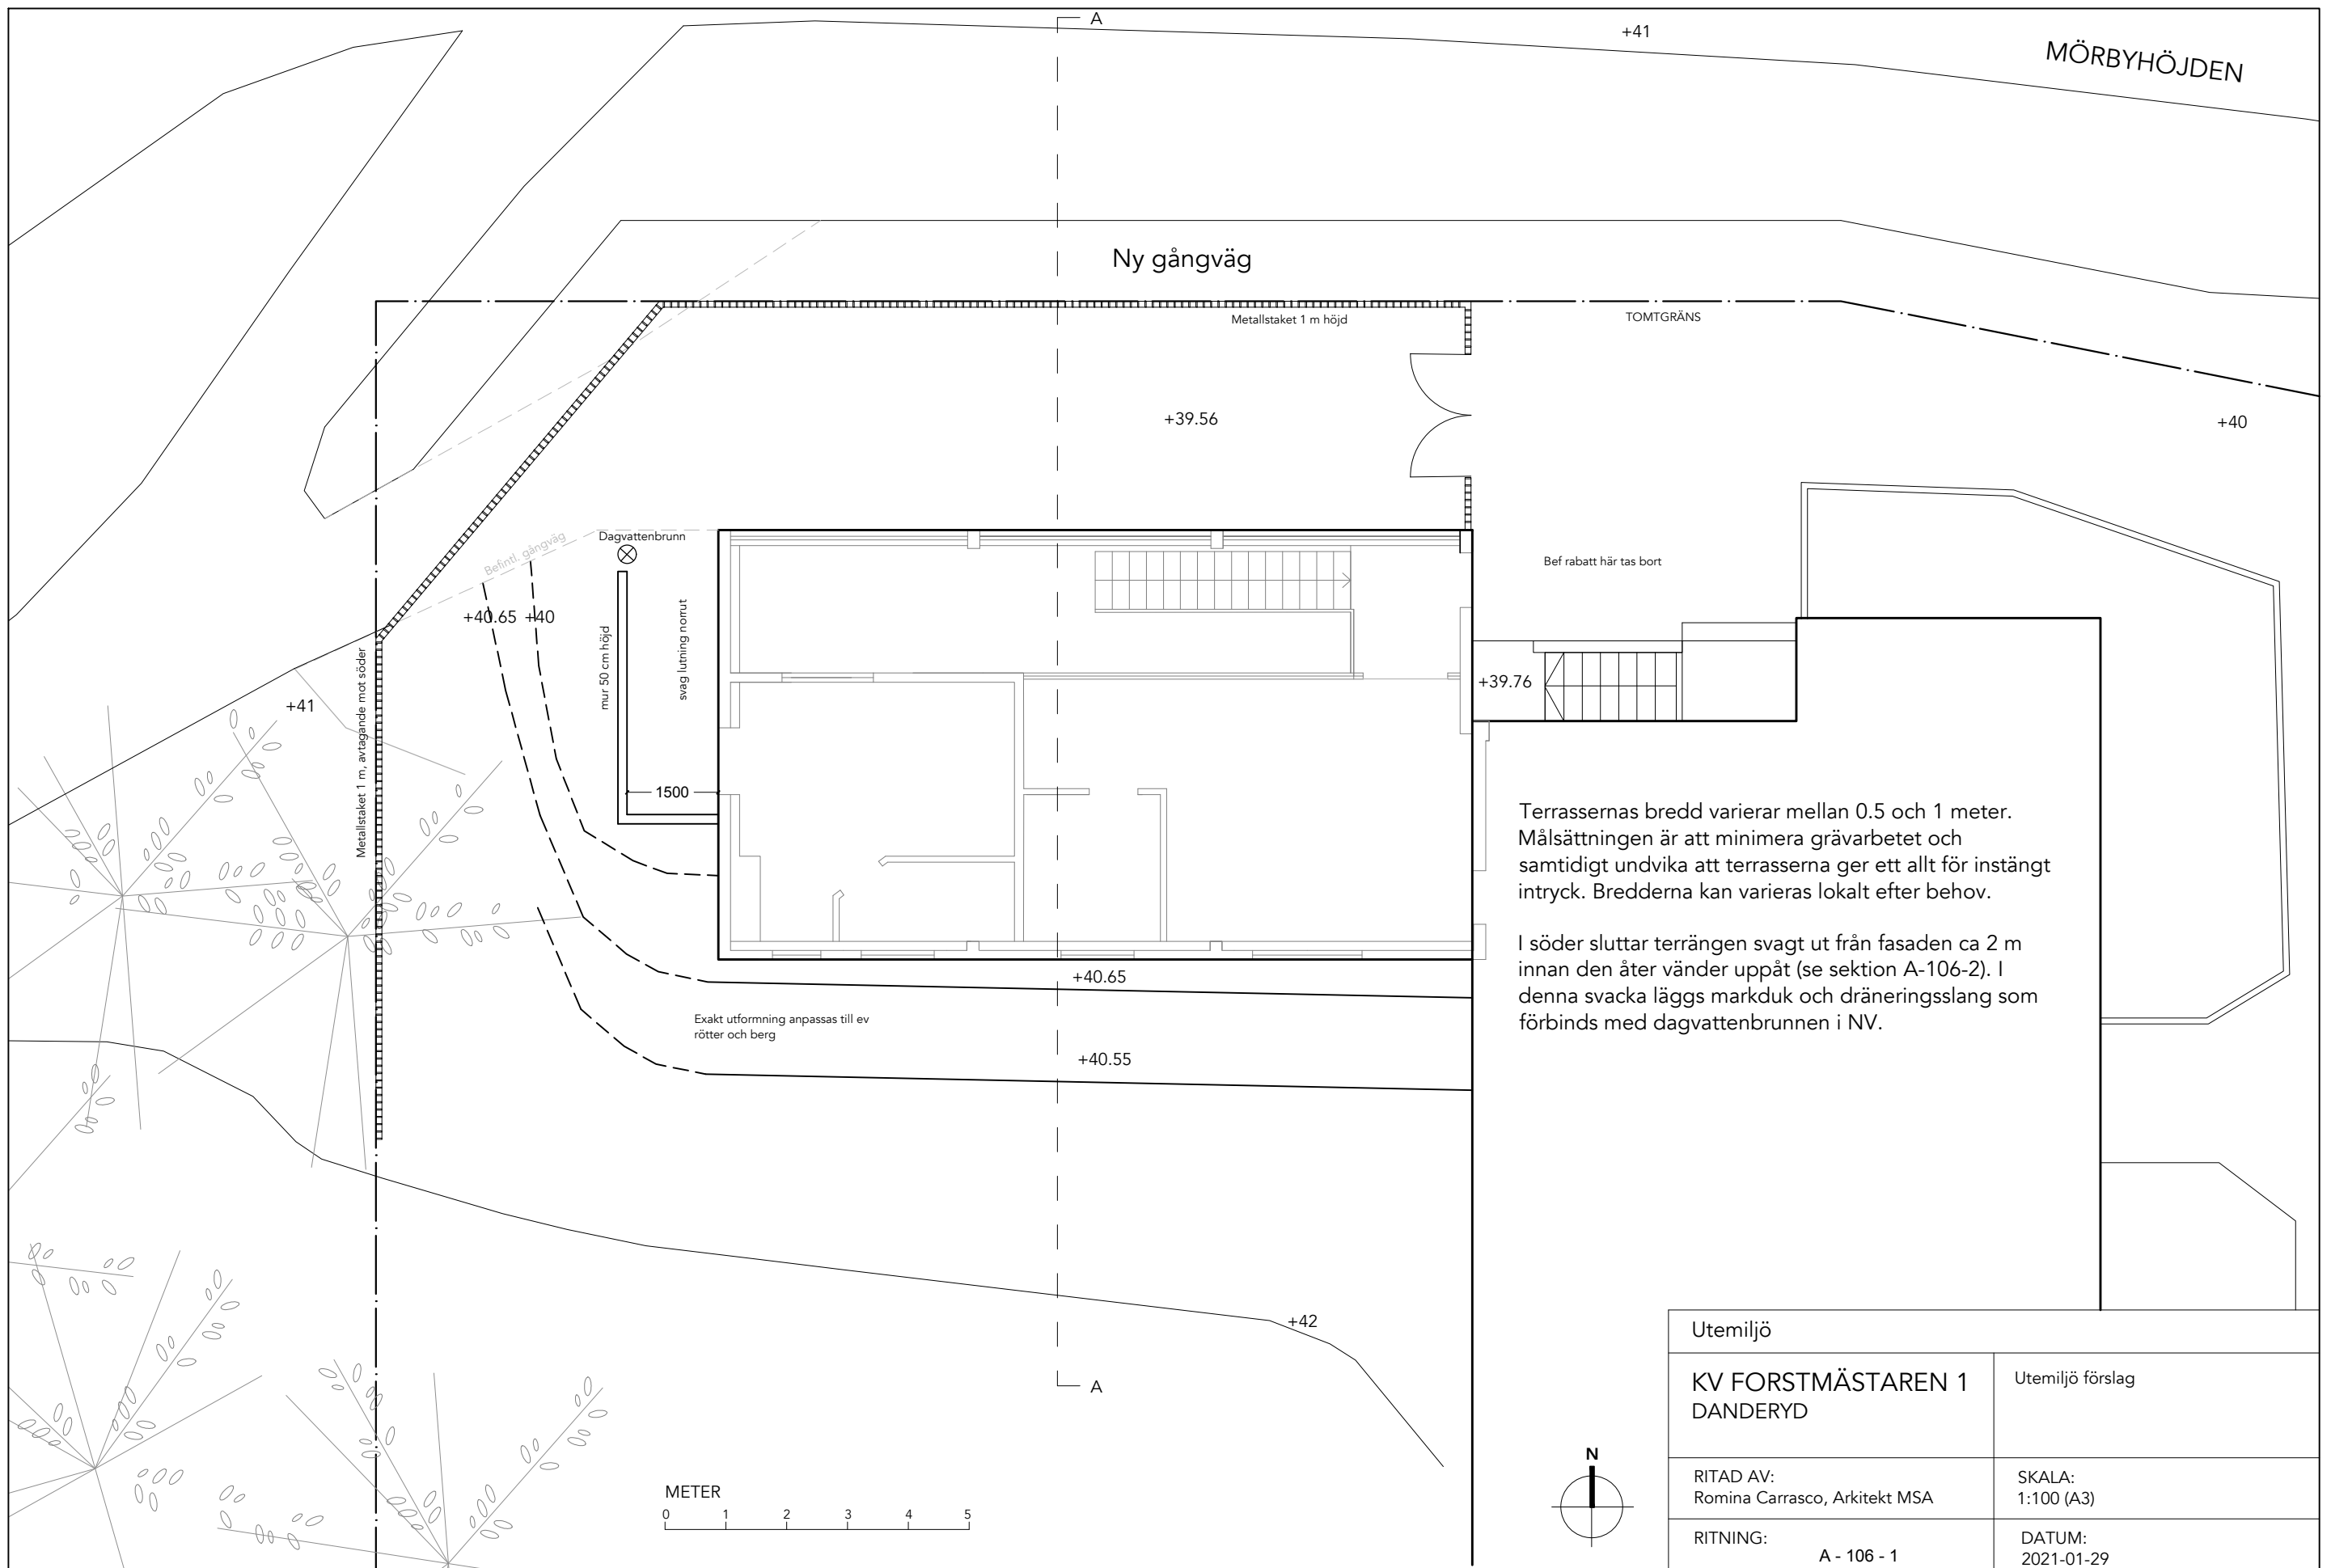 A
+41
MÖRBYHÖJDEN
Ny gångväg
Metallstaket 1 m höjd
TOMTGRÄNS
+39.56
+40
Befintl. gångväg
Dagvattenbrunn
Bef rabatt här tas bort
+40.65 +40
mur 50 cm höjd
svag lutning norrut
Metallstaket 1 m, avtagande mot söder
+41
+39.76
1500
Terrassernas bredd varierar mellan 0.5 och 1 meter.
Målsättningen är att minimera grävarbetet och
samtidigt undvika att terrasserna ger ett allt för instängt
intryck. Bredderna kan varieras lokalt efter behov.
I söder sluttar terrängen svagt ut från fasaden ca 2 m
innan den åter vänder uppåt (se sektion A-106-2). I
denna svacka läggs markduk och dräneringsslang som
förbinds med dagvattenbrunnen i NV.
+40.65
Exakt utformning anpassas till ev
rötter och berg
+40.55
+42
A
METER
0 1 2 3 4 5
N
Utemiljö
KV FORSTMÄSTAREN 1
DANDERYD
Utemiljö förslag
RITAD AV:
Romina Carrasco, Arkitekt MSA
SKALA:
1:100 (A3)
RITNING:
A - 106 - 1
DATUM:
2021-01-29